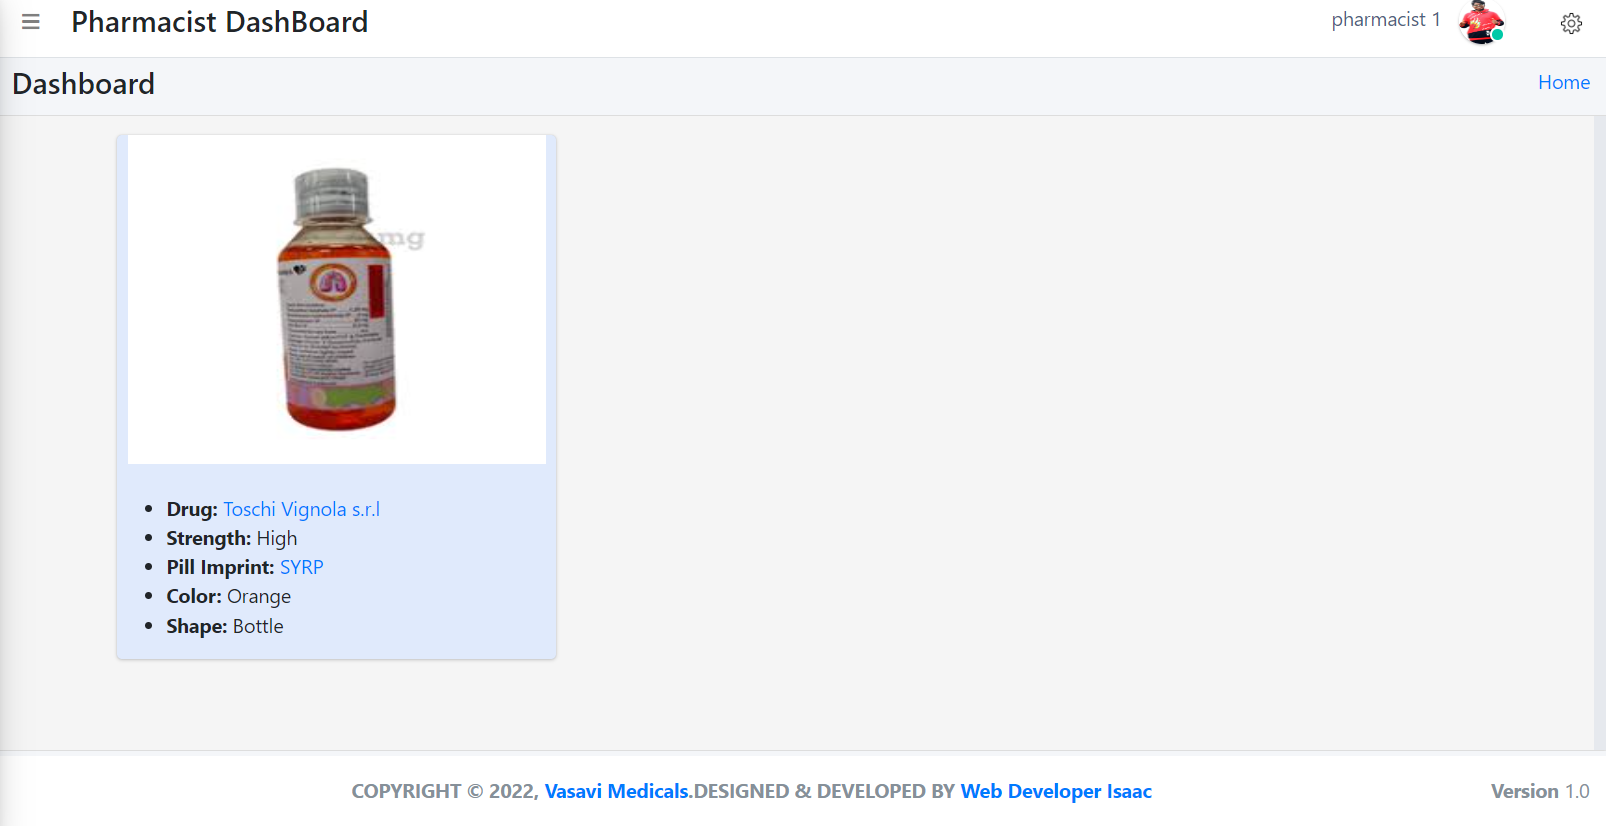 Pharmacist DashBoard
pharmacist 1
Dashboard
Home
mg
Drug: Toschi Vignola s.r.l
Strength: High
Pill Imprint: SYRP
Color: Orange
Shape: Bottle
COPYRIGHT © 2022, Vasavi Medicals.DESIGNED & DEVELOPED BY Web Developer Isaac
Version 1.0